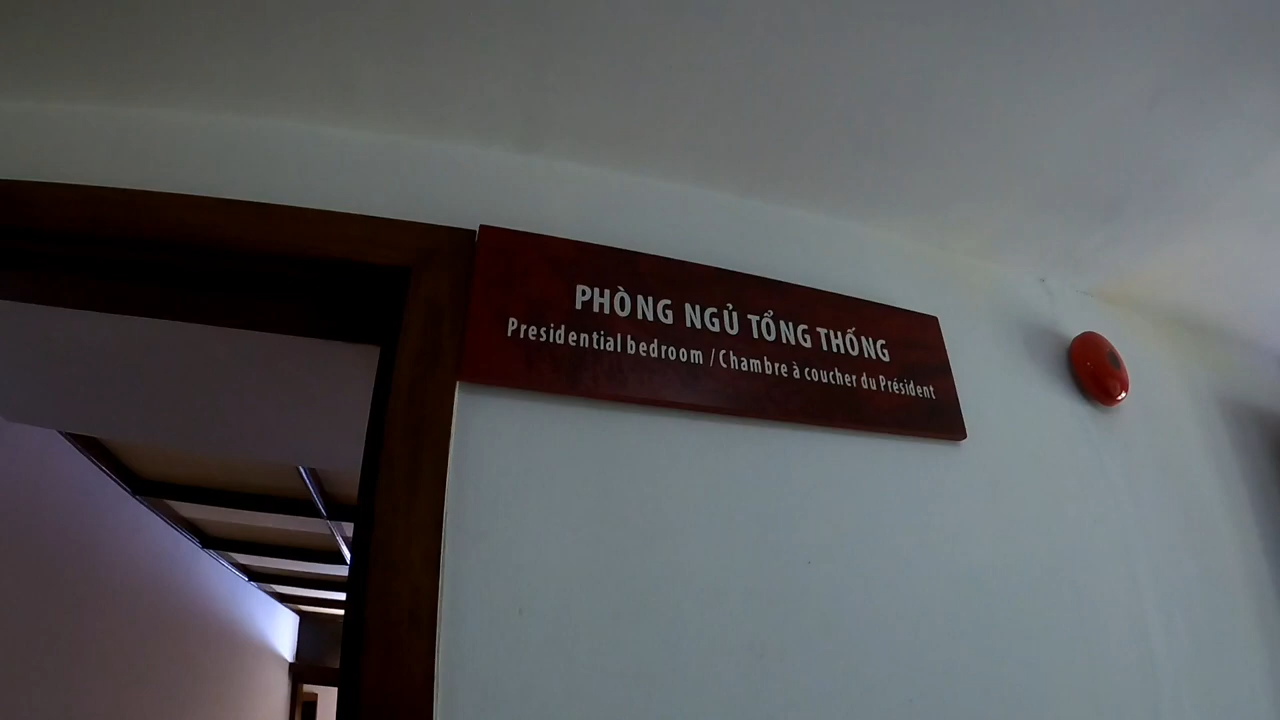 PHÒNG NGỦ TỔNG THỐNG
Presidential bedroom / Chambre à coucher du Président